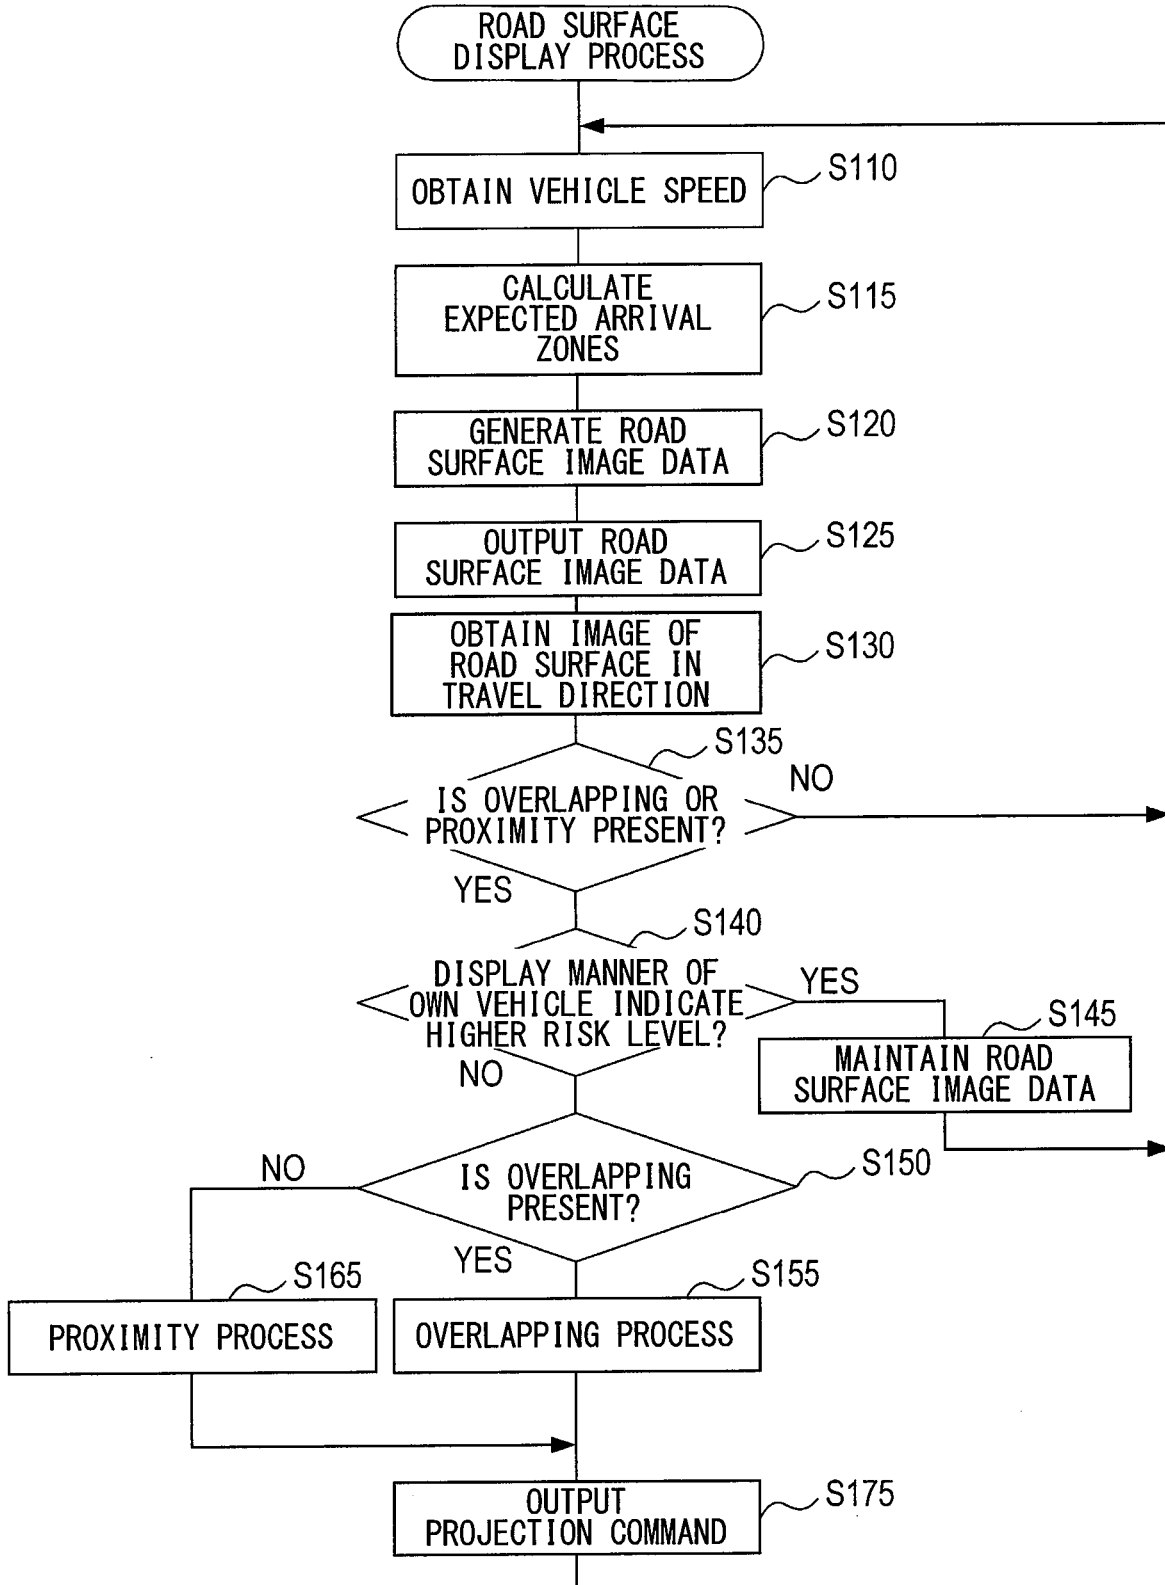 ROAD SURFACE
DISPLAY PROCESS
OBTAIN VEHICLE SPEED
S110
CALCULATE
EXPECTED ARRIVAL
ZONES
S115
GENERATE ROAD
SURFACE IMAGE DATA
S120
OUTPUT ROAD
SURFACE IMAGE DATA
S125
OBTAIN IMAGE OF
ROAD SURFACE IN
TRAVEL DIRECTION
S130
S135
IS OVERLAPPING OR
PROXIMITY PRESENT?
NO
YES
S140
DISPLAY MANNER OF
OWN VEHICLE INDICATE
HIGHER RISK LEVEL?
YES
NO
S145
MAINTAIN ROAD
SURFACE IMAGE DATA
S150
IS OVERLAPPING
PRESENT?
NO
YES
S165
PROXIMITY PROCESS
S155
OVERLAPPING PROCESS
OUTPUT
PROJECTION COMMAND
S175